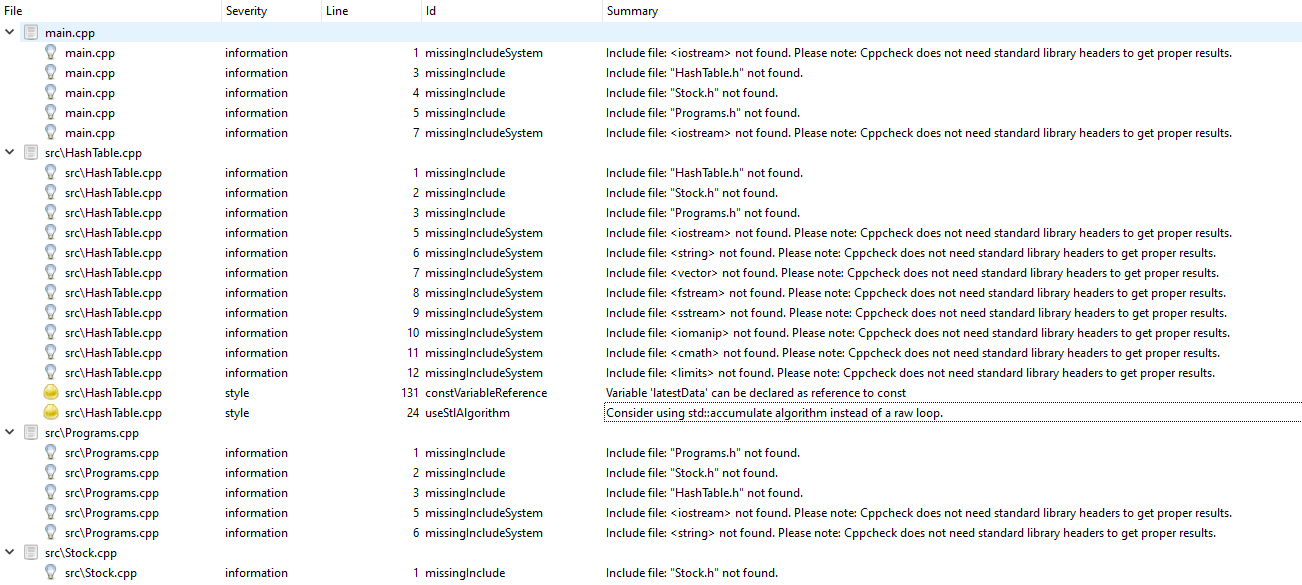 File Severity Line Id Summary
main.cpp
main.cpp information 1 missingIncludeSystem Include file: <iostream> not found. Please note: Cppcheck does not need standard library headers to get proper results.
main.cpp information 3 missingInclude Include file: "HashTable.h" not found.
main.cpp information 4 missingInclude Include file: "Stock.h" not found.
main.cpp information 5 missingInclude Include file: "Programs.h" not found.
main.cpp information 7 missingIncludeSystem Include file: <iostream> not found. Please note: Cppcheck does not need standard library headers to get proper results.
src\HashTable.cpp
src\HashTable.cpp information 1 missingInclude Include file: "HashTable.h" not found.
src\HashTable.cpp information 2 missingInclude Include file: "Stock.h" not found.
src\HashTable.cpp information 3 missingInclude Include file: "Programs.h" not found.
src\HashTable.cpp information 5 missingIncludeSystem Include file: <iostream> not found. Please note: Cppcheck does not need standard library headers to get proper results.
src\HashTable.cpp information 6 missingIncludeSystem Include file: <string> not found. Please note: Cppcheck does not need standard library headers to get proper results.
src\HashTable.cpp information 7 missingIncludeSystem Include file: <vector> not found. Please note: Cppcheck does not need standard library headers to get proper results.
src\HashTable.cpp information 8 missingIncludeSystem Include file: <fstream> not found. Please note: Cppcheck does not need standard library headers to get proper results.
src\HashTable.cpp information 9 missingIncludeSystem Include file: <sstream> not found. Please note: Cppcheck does not need standard library headers to get proper results.
src\HashTable.cpp information 10 missingIncludeSystem Include file: <iomanip> not found. Please note: Cppcheck does not need standard library headers to get proper results.
src\HashTable.cpp information 11 missingIncludeSystem Include file: <cmath> not found. Please note: Cppcheck does not need standard library headers to get proper results.
src\HashTable.cpp information 12 missingIncludeSystem Include file: <limits> not found. Please note: Cppcheck does not need standard library headers to get proper results.
src\HashTable.cpp style 131 constVariableReference Variable 'latestData' can be declared as reference to const
src\HashTable.cpp style 24 useStlAlgorithm Consider using std::accumulate algorithm instead of a raw loop.
src\Programs.cpp
src\Programs.cpp information 1 missingInclude Include file: "Programs.h" not found.
src\Programs.cpp information 2 missingInclude Include file: "Stock.h" not found.
src\Programs.cpp information 3 missingInclude Include file: "HashTable.h" not found.
src\Programs.cpp information 5 missingIncludeSystem Include file: <iostream> not found. Please note: Cppcheck does not need standard library headers to get proper results.
src\Programs.cpp information 6 missingIncludeSystem Include file: <string> not found. Please note: Cppcheck does not need standard library headers to get proper results.
src\Stock.cpp
src\Stock.cpp information 1 missingInclude Include file: "Stock.h" not found.